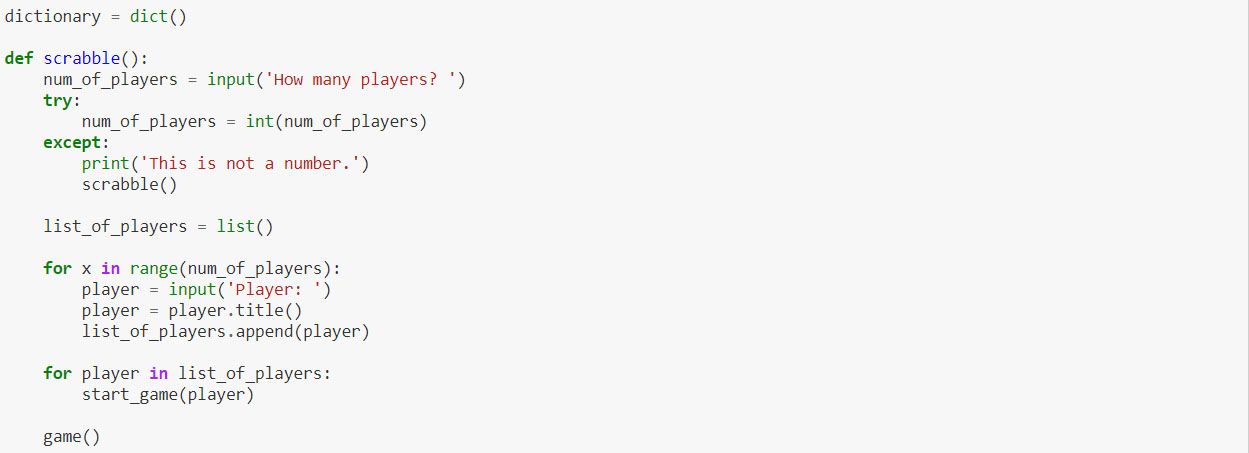 dictionary = dict()
def scrabble():
    num_of_players = input('How many players? ')
    try:
        num_of_players = int(num_of_players)
    except:
        print('This is not a number.')
        scrabble()
    list_of_players = list()
    for x in range(num_of_players):
        player = input('Player: ')
        player = player.title()
        list_of_players.append(player)
    for player in list_of_players:
        start_game(player)
    game()